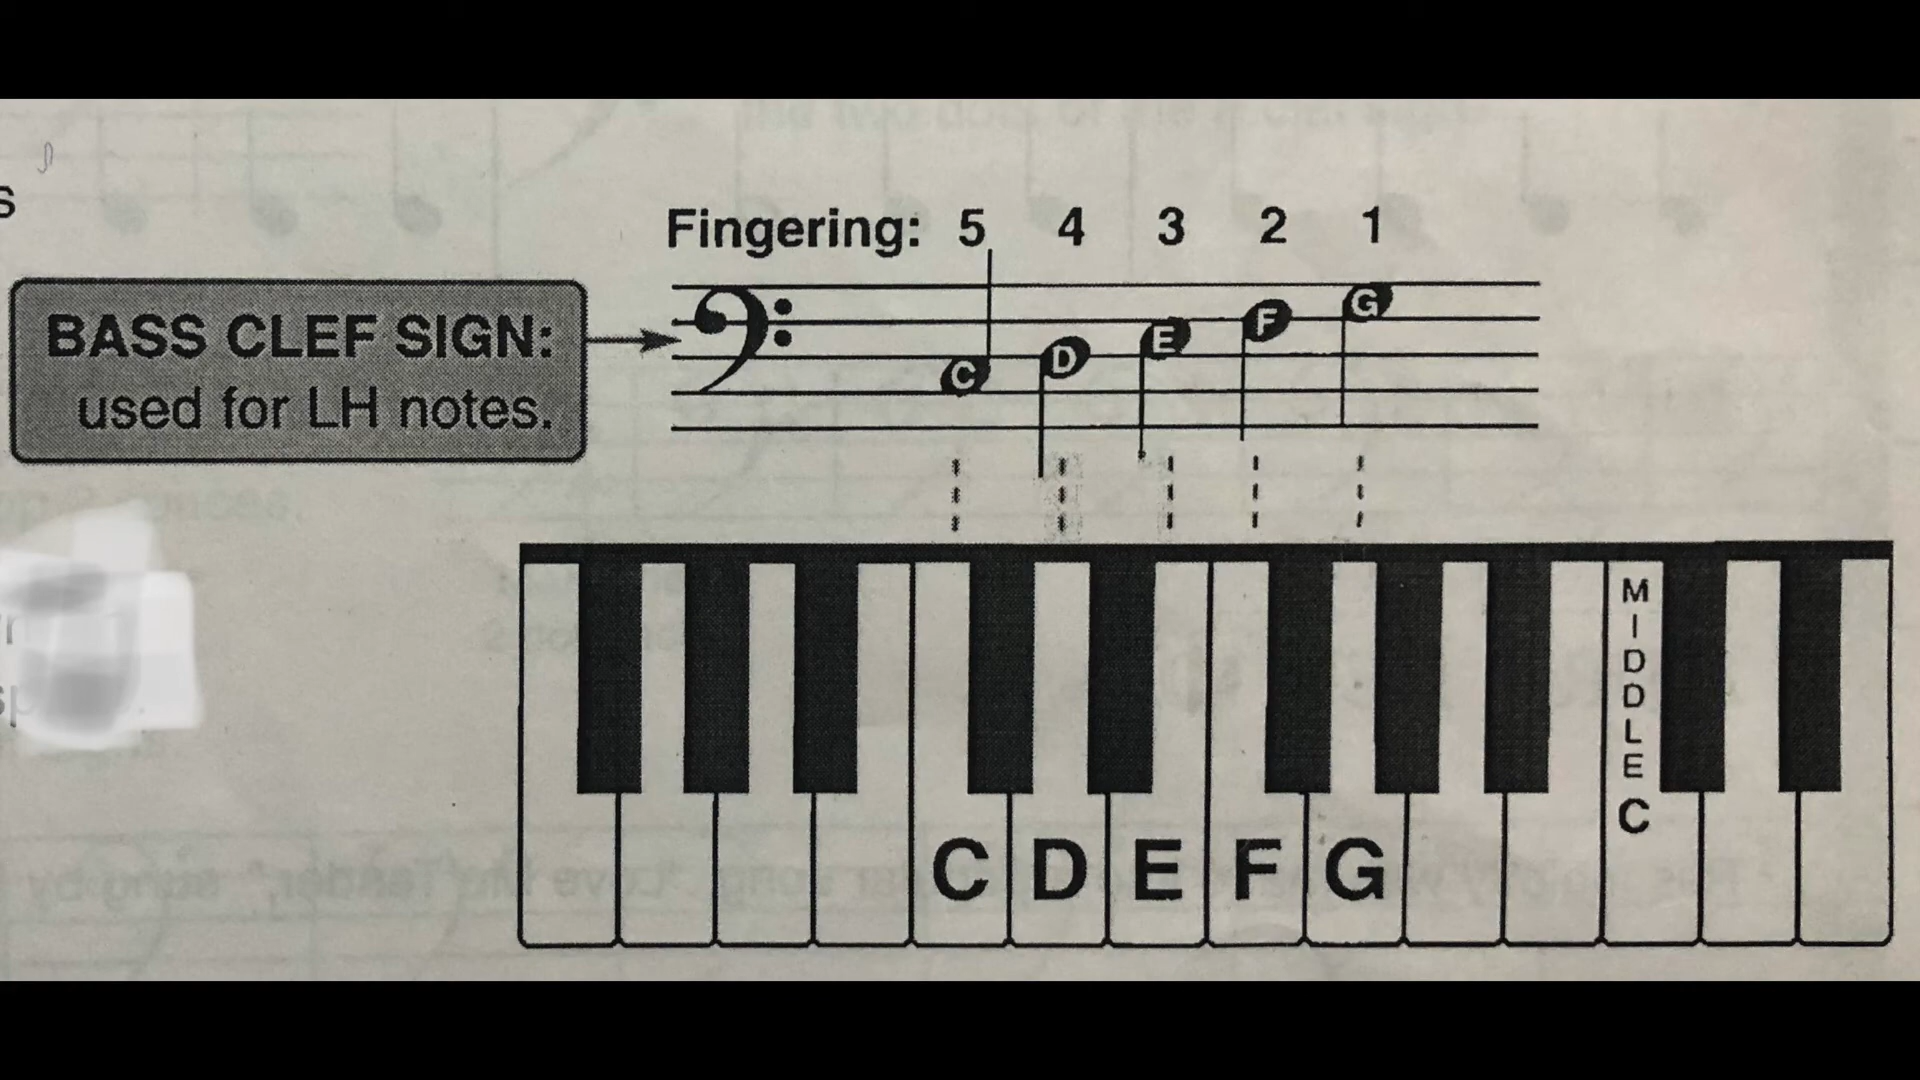 s
Fingering: 5 4 3 2 1
BASS CLEF SIGN:
used for LH notes.
C D E F G
MIDDLE
C
C D E F G